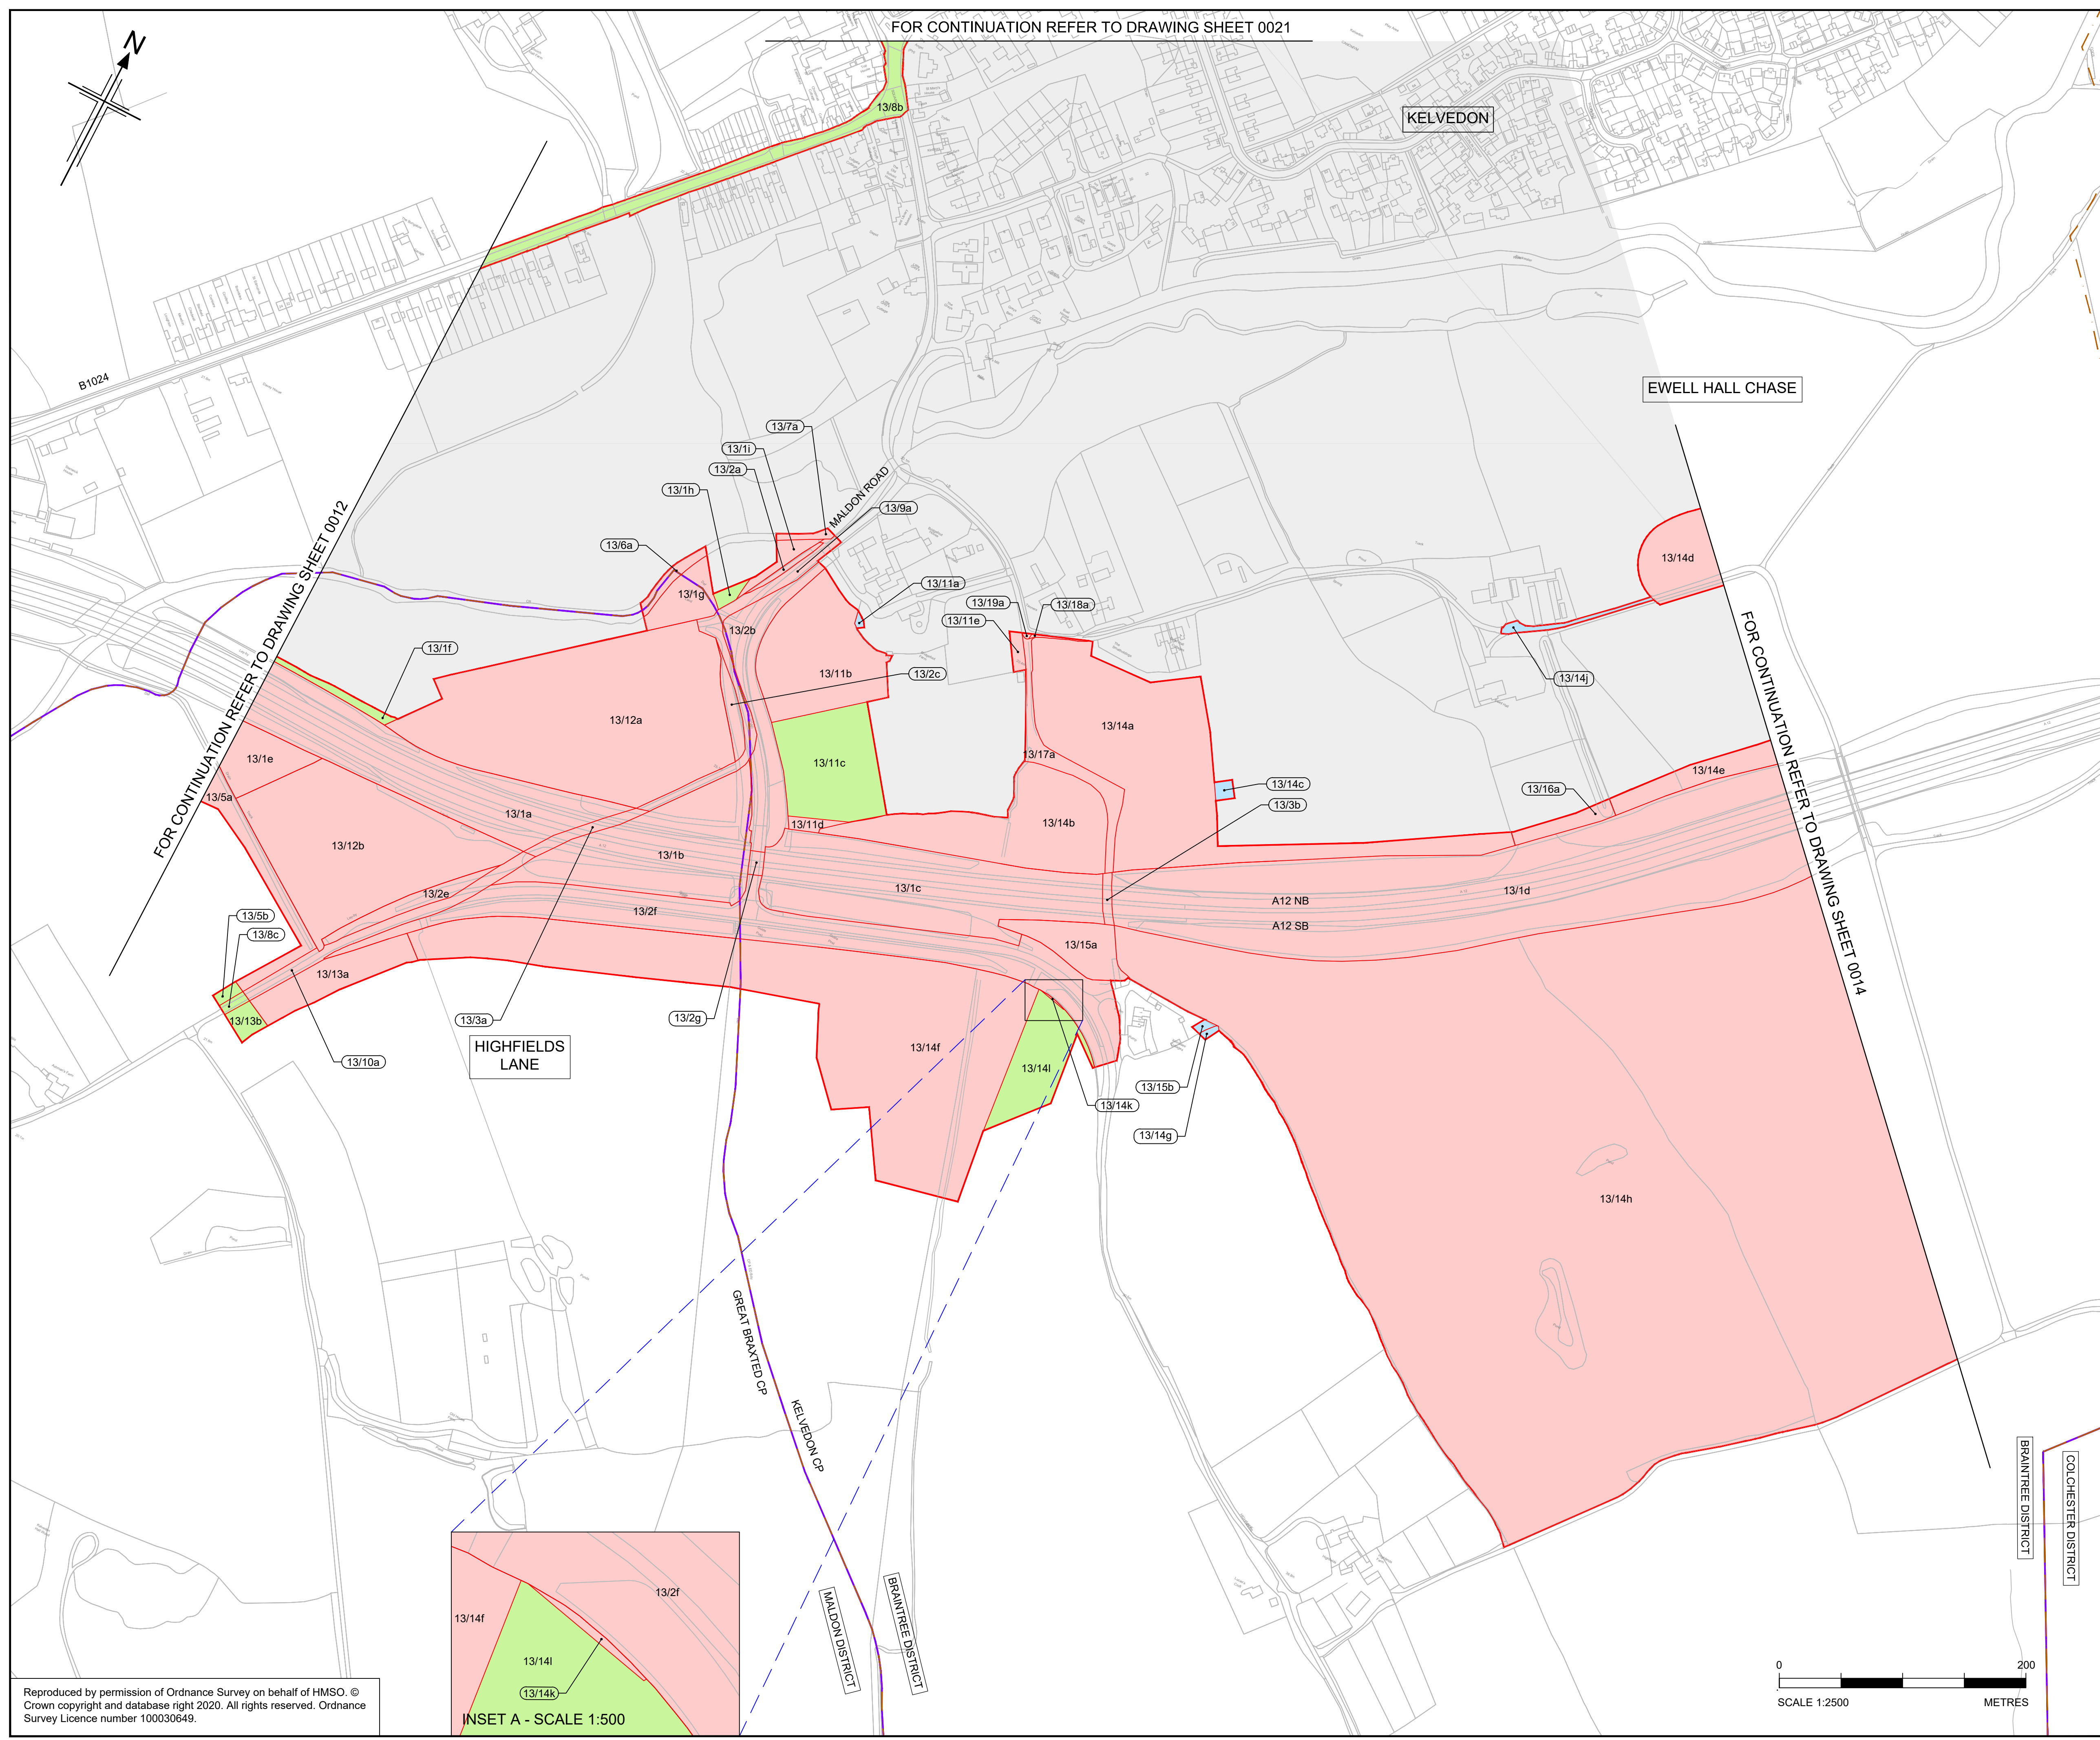 FOR CONTINUATION REFER TO DRAWING SHEET 0021
N
13/8b
KELVEDON
B1024
EWELL HALL CHASE
FOR CONTINUATION REFER TO DRAWING SHEET 0012
13/7a
13/1i
13/2a
13/1h
MALDON ROAD
13/9a
13/6a
13/14d
13/11a
13/1g
13/19a
13/18a
13/11e
13/2b
13/1f
13/11b
13/2c
13/14j
13/12a
13/14a
13/1e
13/17a
13/11c
13/14e
13/5a
13/14c
13/16a
13/3b
13/1a
13/11d
13/14b
13/12b
13/1b
13/1c
13/1d
A12 NB
A12 SB
13/2e
13/2f
13/5b
13/8c
13/15a
13/13a
13/13b
13/3a
13/2g
13/10a
HIGHFIELDS
LANE
13/14f
13/14l
13/15b
13/14k
13/14g
FOR CONTINUATION REFER TO DRAWING SHEET 0014
13/14h
GREAT BRAXTED CP
KELVEDON CP
MALDON DISTRICT
BRAINTREE DISTRICT
BRAINTREE DISTRICT
COLCHESTER DISTRICT
13/2f
13/14f
13/14l
13/14k
INSET A - SCALE 1:500
Reproduced by permission of Ordnance Survey on behalf of HMSO. ©
Crown copyright and database right 2020. All rights reserved. Ordnance
Survey Licence number 100030649.
0 200
SCALE 1:2500 METRES